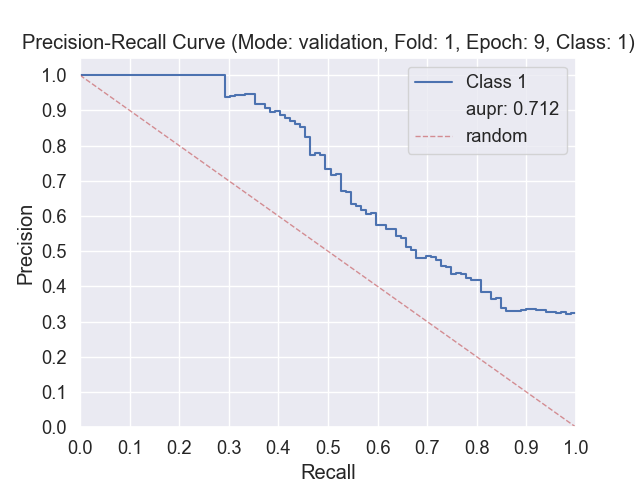 Precision-Recall Curve (Mode: validation, Fold: 1, Epoch: 9, Class: 1)
Class 1
aupr: 0.712
random
Precision
1.0
0.9
0.8
0.7
0.6
0.5
0.4
0.3
0.2
0.1
0.0
0.0 0.1 0.2 0.3 0.4 0.5 0.6 0.7 0.8 0.9 1.0
Recall